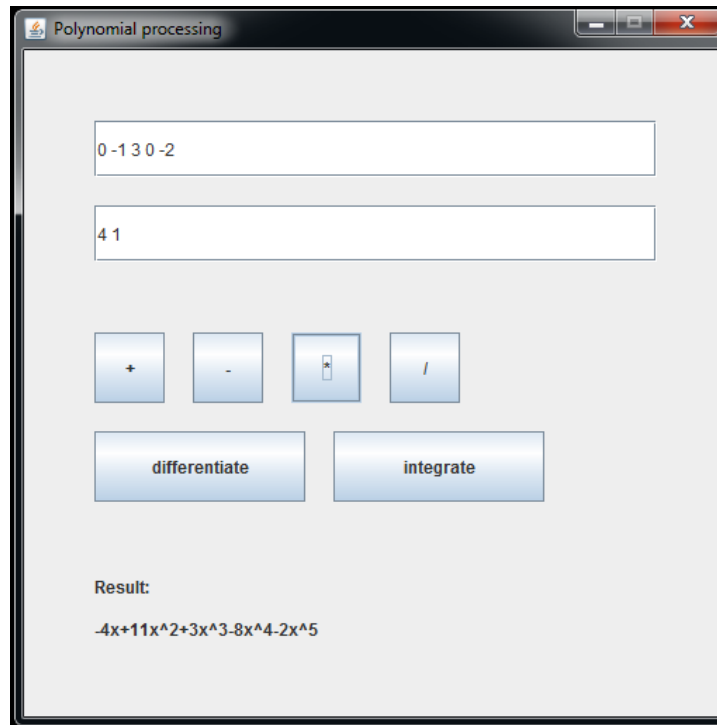 Polynomial processing
0 -1 3 0 -2
4 1
+ - * /
differentiate integrate
Result:
-4x+11x^2+3x^3-8x^4-2x^5